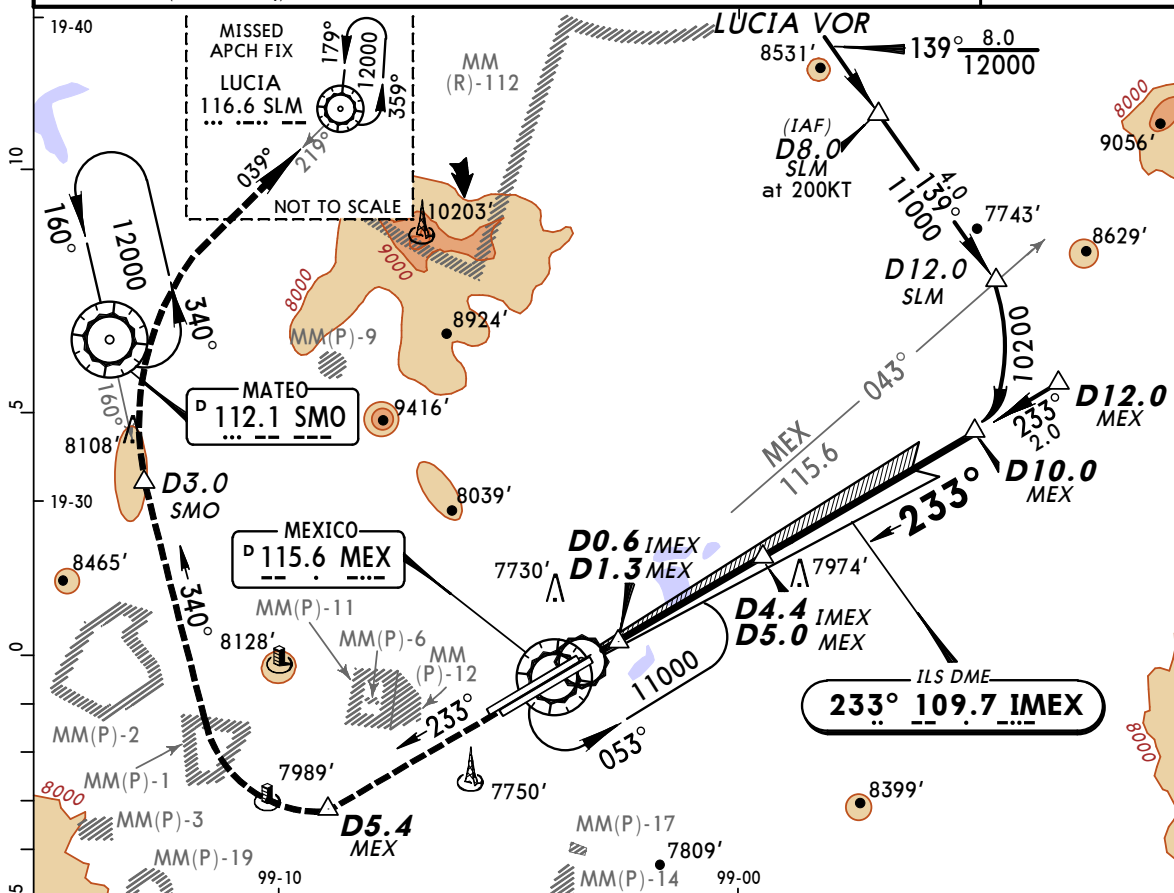 19-40
MISSED
APCH FIX
LUCIA
116.6 SLM
179°
12000
359°
219°
039°
NOT TO SCALE
MM
(R)-112
LUCIA VOR
8531'
139° 8.0
12000
(IAF)
D8.0
SLM
at 200KT
4.0
139°
11000
8000
9056'
7743'
8629'
D12.0
SLM
10
160°
12000
340°
10203'
9000
8000
8924'
MM(P)-9
MATEO
D 112.1 SMO
160°
8108'
9416'
043°
MEX
115.6
10200
D12.0
MEX
233°
2.0
D10.0
MEX
5
19-30
D3.0
SMO
8039'
233°
MEXICO
D 115.6 MEX
D0.6 IMEX
D1.3 MEX
7730'
7974'
D4.4 IMEX
D5.0 MEX
8465'
340°
MM(P)-11
MM(P)-6
MM
(P)-12
8128'
0
11000
053°
ILS DME
233° 109.7 IMEX
233°
MM(P)-2
MM(P)-1
7989'
7750'
8000
8000
MM(P)-3
D5.4
MEX
8399'
MM(P)-17
MM(P)-19
7809'
MM(P)-14
5
99-10
99-00